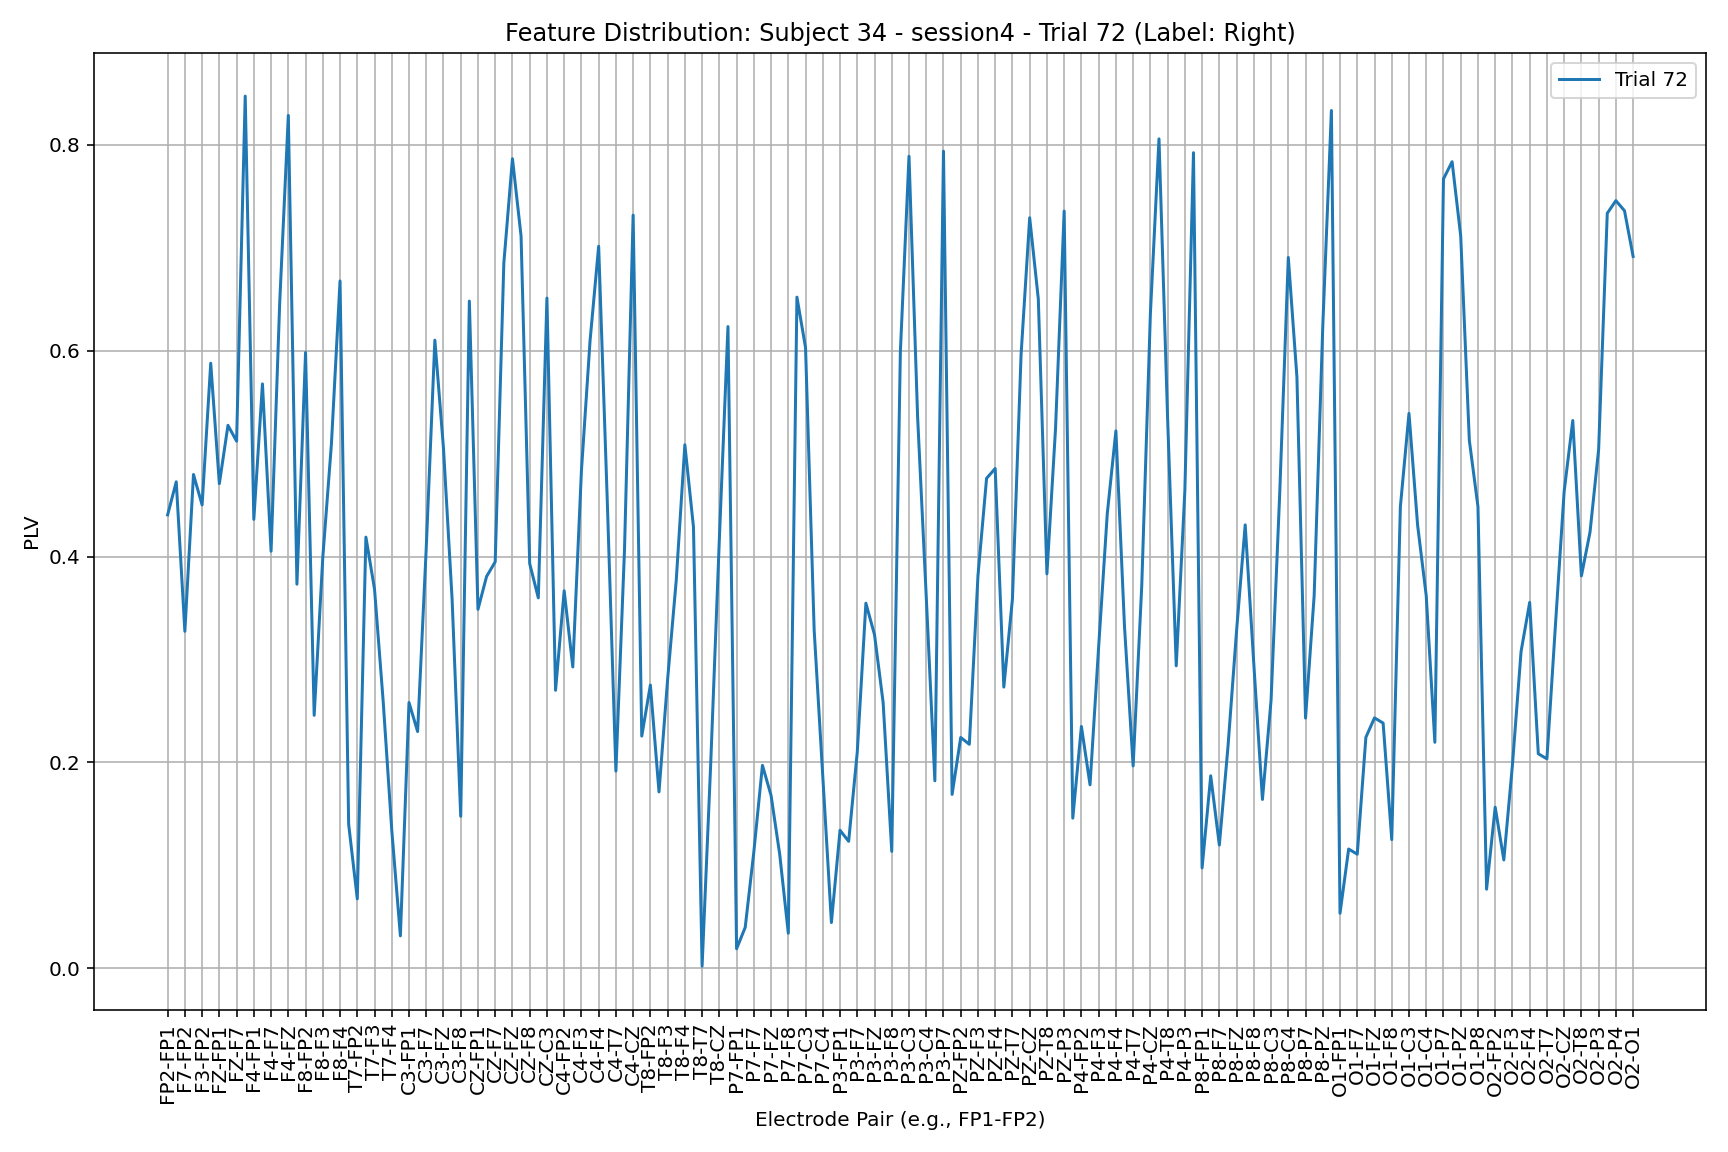 Feature Distribution: Subject 34 - session4 - Trial 72 (Label: Right)
Trial 72
PLV
0.8
0.6
0.4
0.2
0.0
FP2-FP1
F7-FP2
F3-FP2
FZ-FP1
FZ-F7
F4-FP1
F4-F7
F4-FZ
F8-FP2
F8-F3
F8-F4
T7-FP2
T7-F3
T7-F4
C3-FP1
C3-F7
C3-FZ
C3-F8
CZ-FP1
CZ-F7
CZ-FZ
CZ-F8
CZ-C3
C4-FP2
C4-F3
C4-F4
C4-T7
C4-CZ
T8-FP2
T8-F3
T8-F4
T8-T7
T8-CZ
P7-FP1
P7-F7
P7-FZ
P7-F8
P7-C3
P7-C4
P3-FP1
P3-F7
P3-FZ
P3-F8
P3-C3
P3-C4
P3-P7
PZ-FP2
PZ-F3
PZ-F4
PZ-T7
PZ-CZ
PZ-T8
PZ-P3
P4-FP2
P4-F3
P4-F4
P4-T7
P4-CZ
P4-T8
P4-P3
P8-FP1
P8-F7
P8-FZ
P8-F8
P8-C3
P8-C4
P8-P7
P8-PZ
O1-FP1
O1-F7
O1-FZ
O1-F8
O1-C3
O1-C4
O1-P7
O1-PZ
O1-P8
O2-FP2
O2-F3
O2-F4
O2-T7
O2-CZ
O2-T8
O2-P3
O2-P4
O2-O1
Electrode Pair (e.g., FP1-FP2)